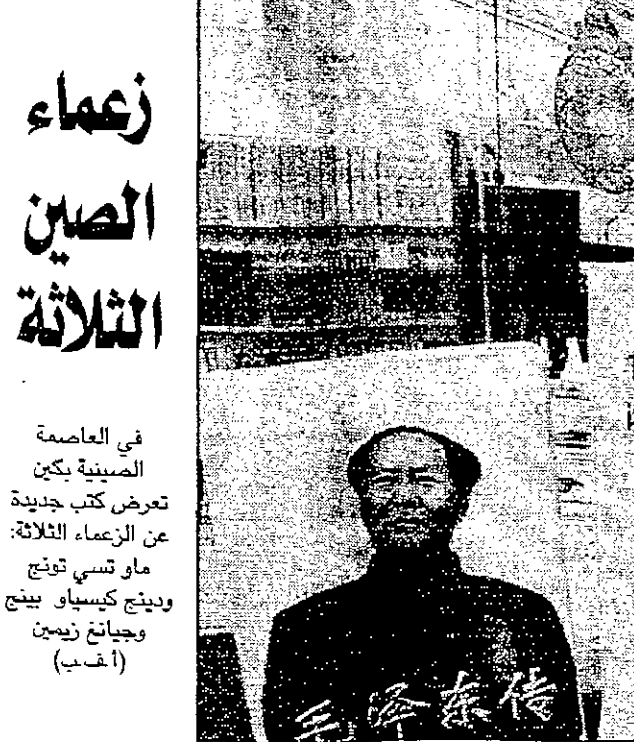 زعماء
الصين
الثلاثة
في العاصمة
الصينية بكين
تعرض كتب جديدة
عن الزعماء الثلاثة:
ماو تسي تونج
ودينج كيسياو بينج
وجيانغ زيمين
(أ ف ب)
毛泽东传